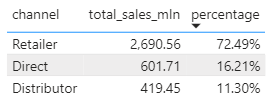 channel total_sales_mln percentage
Retailer 2,690.56 72.49%
Direct 601.71 16.21%
Distributor 419.45 11.30%